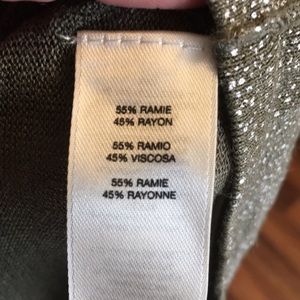 55% RAMIE
45% RAYON
55% RAMIO
45% VISCOSA
55% RAMIE
45% RAYONNE